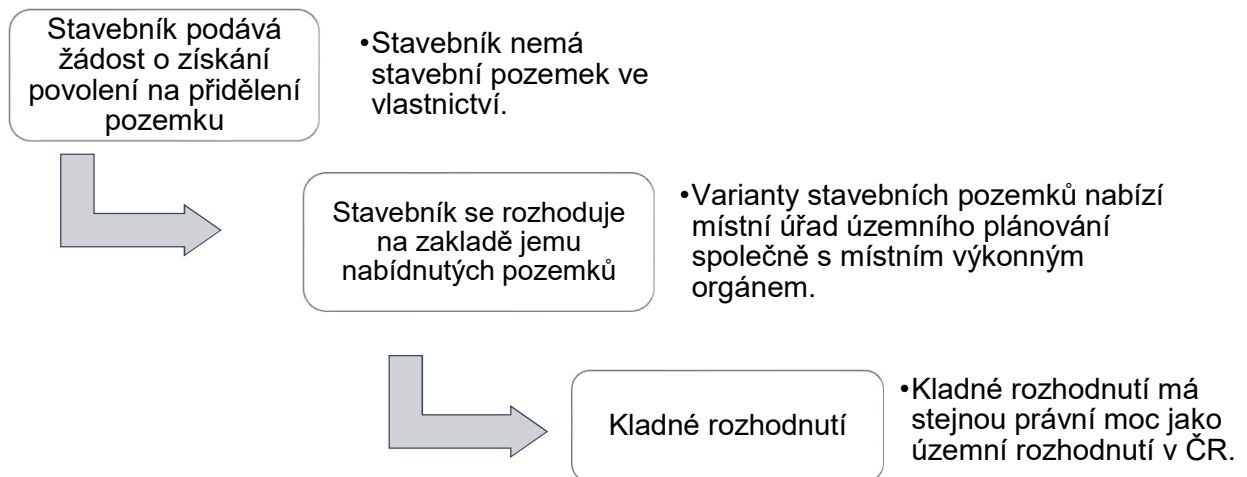 Stavebník podává
žádost o získání
povolení na přidělení
pozemku
•Stavebník nemá
stavební pozemek ve
vlastnictví.
Stavebník se rozhoduje
na zakladě jemu
nabídnutých pozemků
•Varianty stavebních pozemků nabízí
místní úřad územního plánování
společně s místním výkonným
orgánem.
Kladné rozhodnutí
•Kladné rozhodnutí má
stejnou právní moc jako
územní rozhodnutí v ČR.